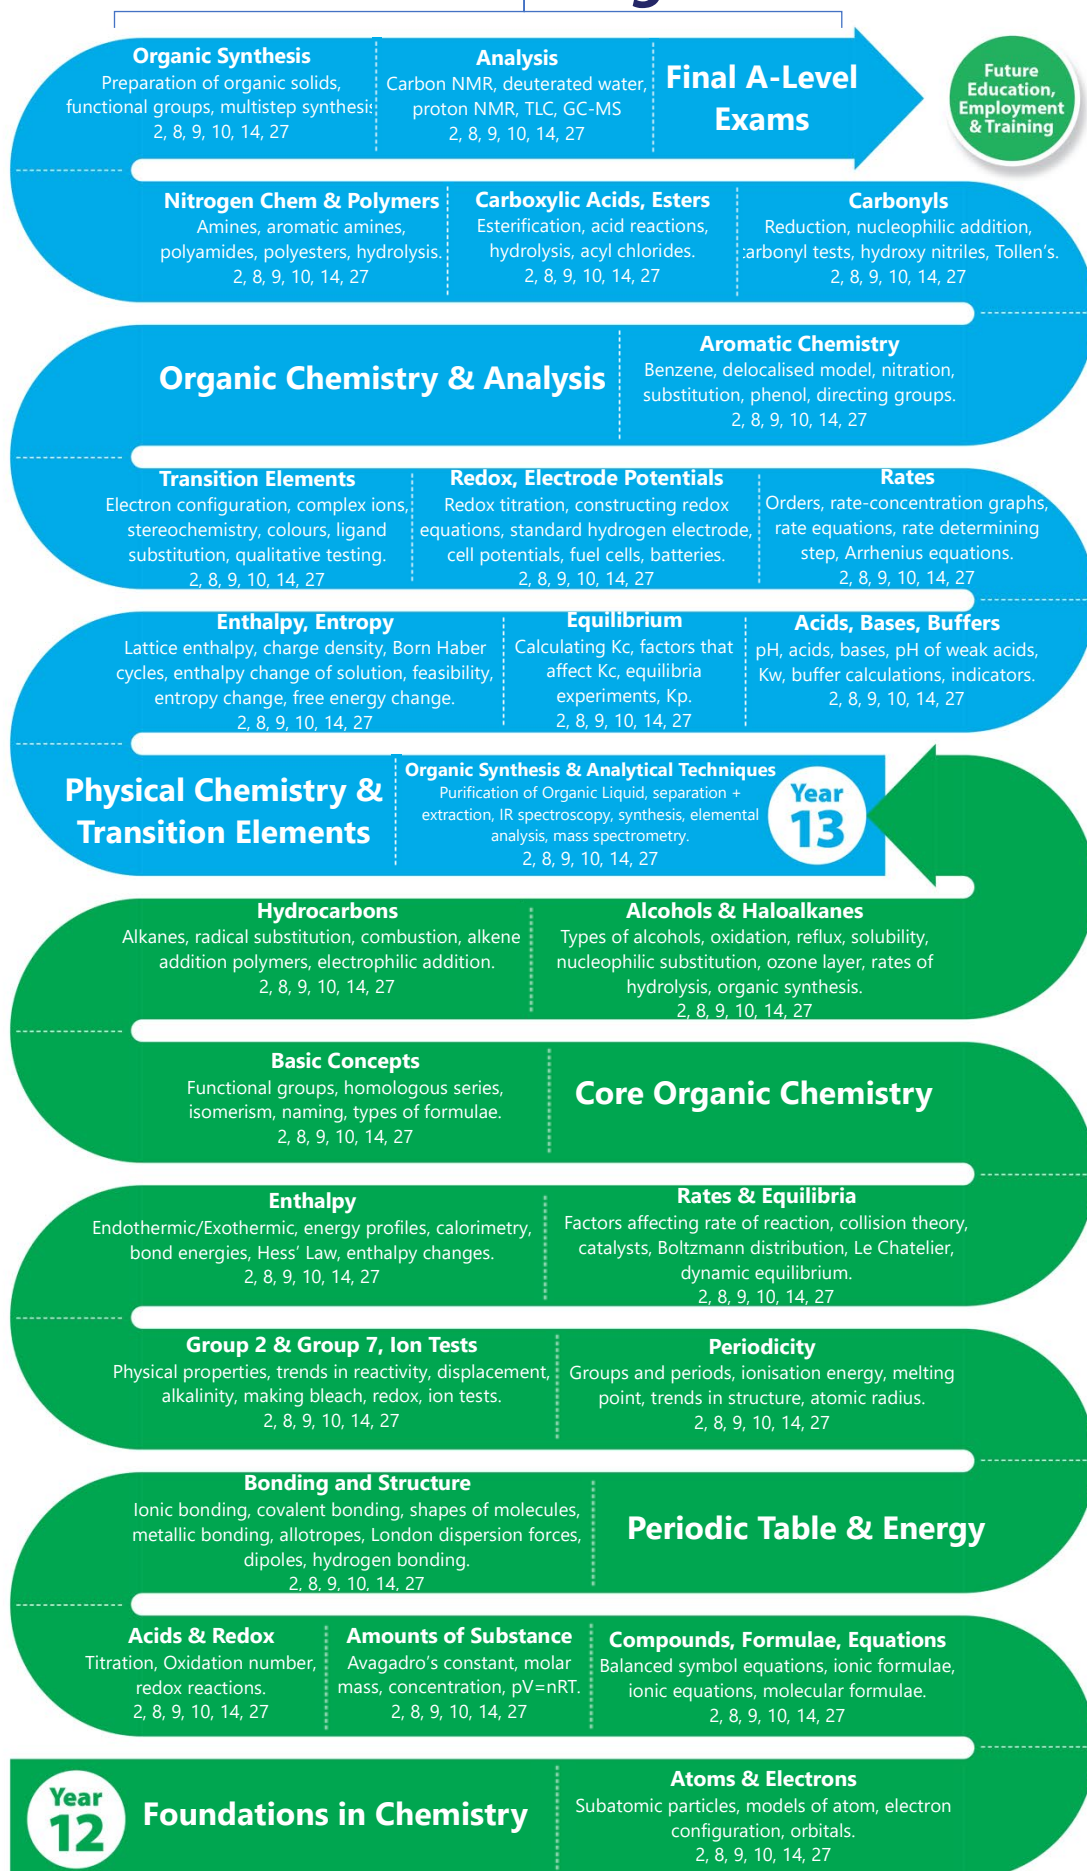 Organic Synthesis
Preparation of organic solids,
functional groups, multistep synthesis
2, 8, 9, 10, 14, 27
Analysis
Carbon NMR, deuterated water,
proton NMR, TLC, GC-MS
2, 8, 9, 10, 14, 27
Final A-Level
Exams
Future
Education,
Employment
& Training
Nitrogen Chem & Polymers
Amines, aromatic amines,
polyamides, polyesters, hydrolysis.
2, 8, 9, 10, 14, 27
Carboxylic Acids, Esters
Esterification, acid reactions,
hydrolysis, acyl chlorides.
2, 8, 9, 10, 14, 27
Carbonyls
Reduction, nucleophilic addition,
carbonyl tests, hydroxy nitriles, Tollen's.
2, 8, 9, 10, 14, 27
Organic Chemistry & Analysis
Aromatic Chemistry
Benzene, delocalised model, nitration,
substitution, phenol, directing groups.
2, 8, 9, 10, 14, 27
Transition Elements
Electron configuration, complex ions,
stereochemistry, colours, ligand
substitution, qualitative testing.
2, 8, 9, 10, 14, 27
Redox, Electrode Potentials
Redox titration, constructing redox
equations, standard hydrogen electrode,
cell potentials, fuel cells, batteries.
2, 8, 9, 10, 14, 27
Rates
Orders, rate-concentration graphs,
rate equations, rate determining
step, Arrhenius equations.
2, 8, 9, 10, 14, 27
Enthalpy, Entropy
Lattice enthalpy, charge density, Born Haber
cycles, enthalpy change of solution, feasibility,
entropy change, free energy change.
2, 8, 9, 10, 14, 27
Equilibrium
Calculating Kc, factors that
affect Kc, equilibria
experiments, Kp.
2, 8, 9, 10, 14, 27
Acids, Bases, Buffers
pH, acids, bases, pH of weak acids,
Kw, buffer calculations, indicators.
2, 8, 9, 10, 14, 27
Physical Chemistry &
Transition Elements
Organic Synthesis & Analytical Techniques
Purification of Organic Liquid, separation +
extraction, IR spectroscopy, synthesis, elemental
analysis, mass spectrometry.
2, 8, 9, 10, 14, 27
Year
13
Hydrocarbons
Alkanes, radical substitution, combustion, alkene
addition polymers, electrophilic addition.
2, 8, 9, 10, 14, 27
Alcohols & Haloalkanes
Types of alcohols, oxidation, reflux, solubility,
nucleophilic substitution, ozone layer, rates of
hydrolysis, organic synthesis.
2, 8, 9, 10, 14, 27
Basic Concepts
Functional groups, homologous series,
isomerism, naming, types of formulae.
2, 8, 9, 10, 14, 27
Core Organic Chemistry
Enthalpy
Endothermic/Exothermic, energy profiles, calorimetry,
bond energies, Hess' Law, enthalpy changes.
2, 8, 9, 10, 14, 27
Rates & Equilibria
Factors affecting rate of reaction, collision theory,
catalysts, Boltzmann distribution, Le Chatelier,
dynamic equilibrium.
2, 8, 9, 10, 14, 27
Group 2 & Group 7, Ion Tests
Physical properties, trends in reactivity, displacement,
alkalinity, making bleach, redox, ion tests.
2, 8, 9, 10, 14, 27
Periodicity
Groups and periods, ionisation energy, melting
point, trends in structure, atomic radius.
2, 8, 9, 10, 14, 27
Bonding and Structure
Ionic bonding, covalent bonding, shapes of molecules,
metallic bonding, allotropes, London dispersion forces,
dipoles, hydrogen bonding.
2, 8, 9, 10, 14, 27
Periodic Table & Energy
Acids & Redox
Titration, Oxidation number,
redox reactions.
2, 8, 9, 10, 14, 27
Amounts of Substance
Avagadro's constant, molar
mass, concentration, pV=nRT.
2, 8, 9, 10, 14, 27
Compounds, Formulae, Equations
Balanced symbol equations, ionic formulae,
ionic equations, molecular formulae.
2, 8, 9, 10, 14, 27
Year
12
Foundations in Chemistry
Atoms & Electrons
Subatomic particles, models of atom, electron
configuration, orbitals.
2, 8, 9, 10, 14, 27